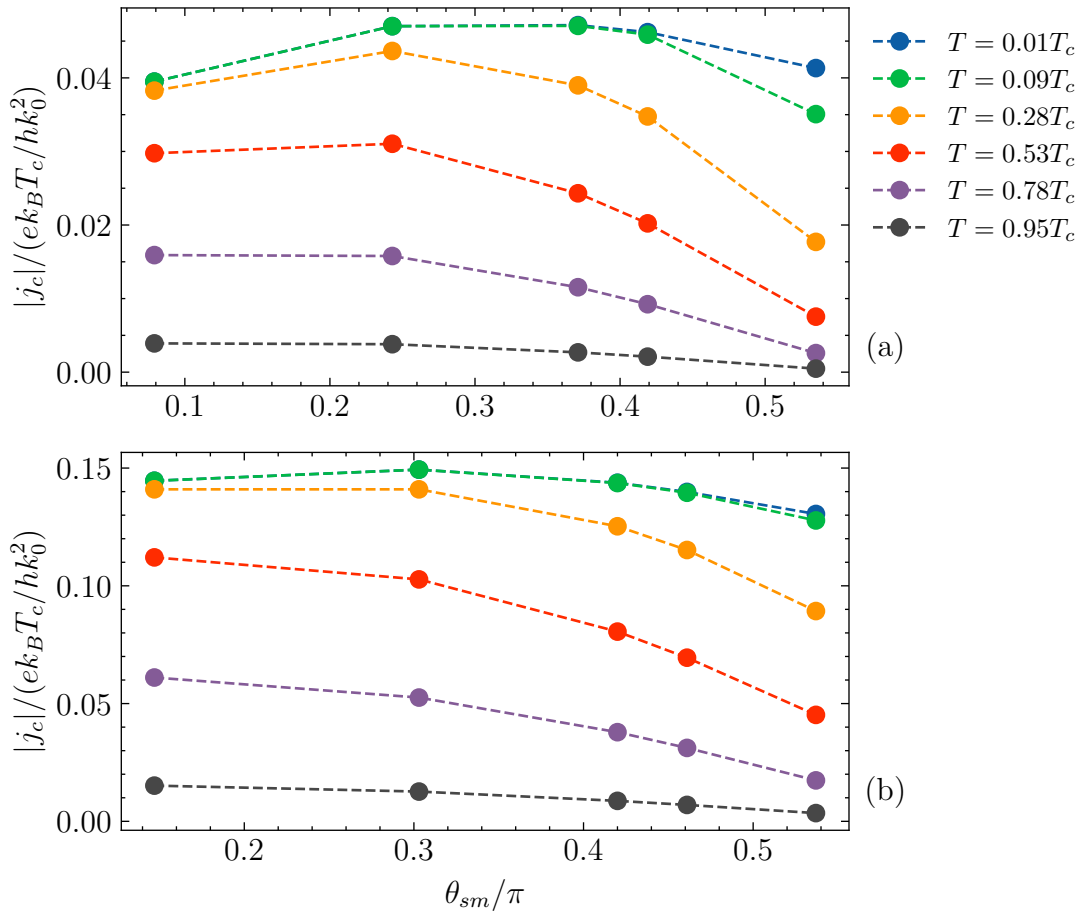 |j_c|/(ek_BT_c/hk_0^2)
0.04
0.02
0.00
0.1 0.2 0.3 0.4 0.5
(a)
T = 0.01T_c
T = 0.09T_c
T = 0.28T_c
T = 0.53T_c
T = 0.78T_c
T = 0.95T_c
|j_c|/(ek_BT_c/hk_0^2)
0.15
0.10
0.05
0.00
0.2 0.3 0.4 0.5
(b)
θ_{sm}/π